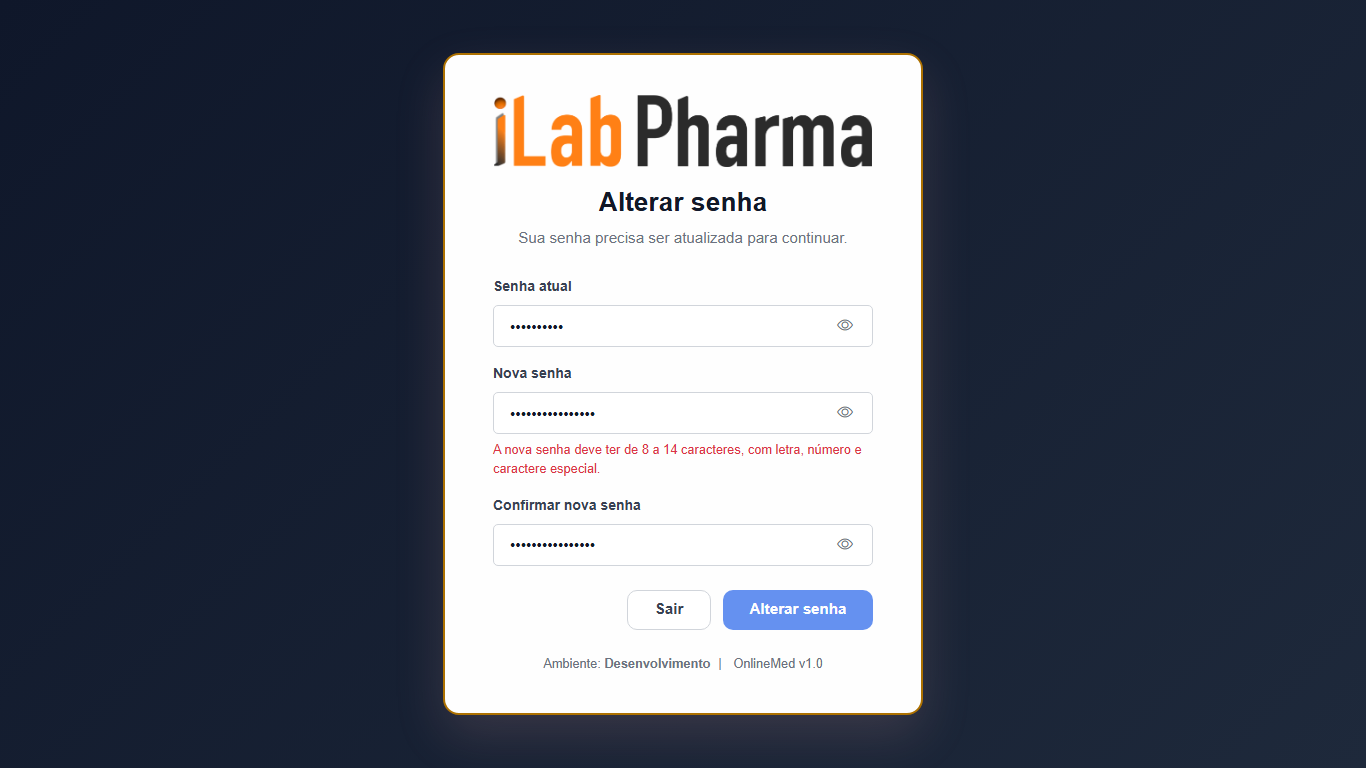 iLab Pharma
Alterar senha
Sua senha precisa ser atualizada para continuar.
Senha atual
••••••••••
Nova senha
••••••••••••••••
A nova senha deve ter de 8 a 14 caracteres, com letra, número e
caractere especial.
Confirmar nova senha
••••••••••••••••
Sair Alterar senha
Ambiente: Desenvolvimento | OnlineMed v1.0